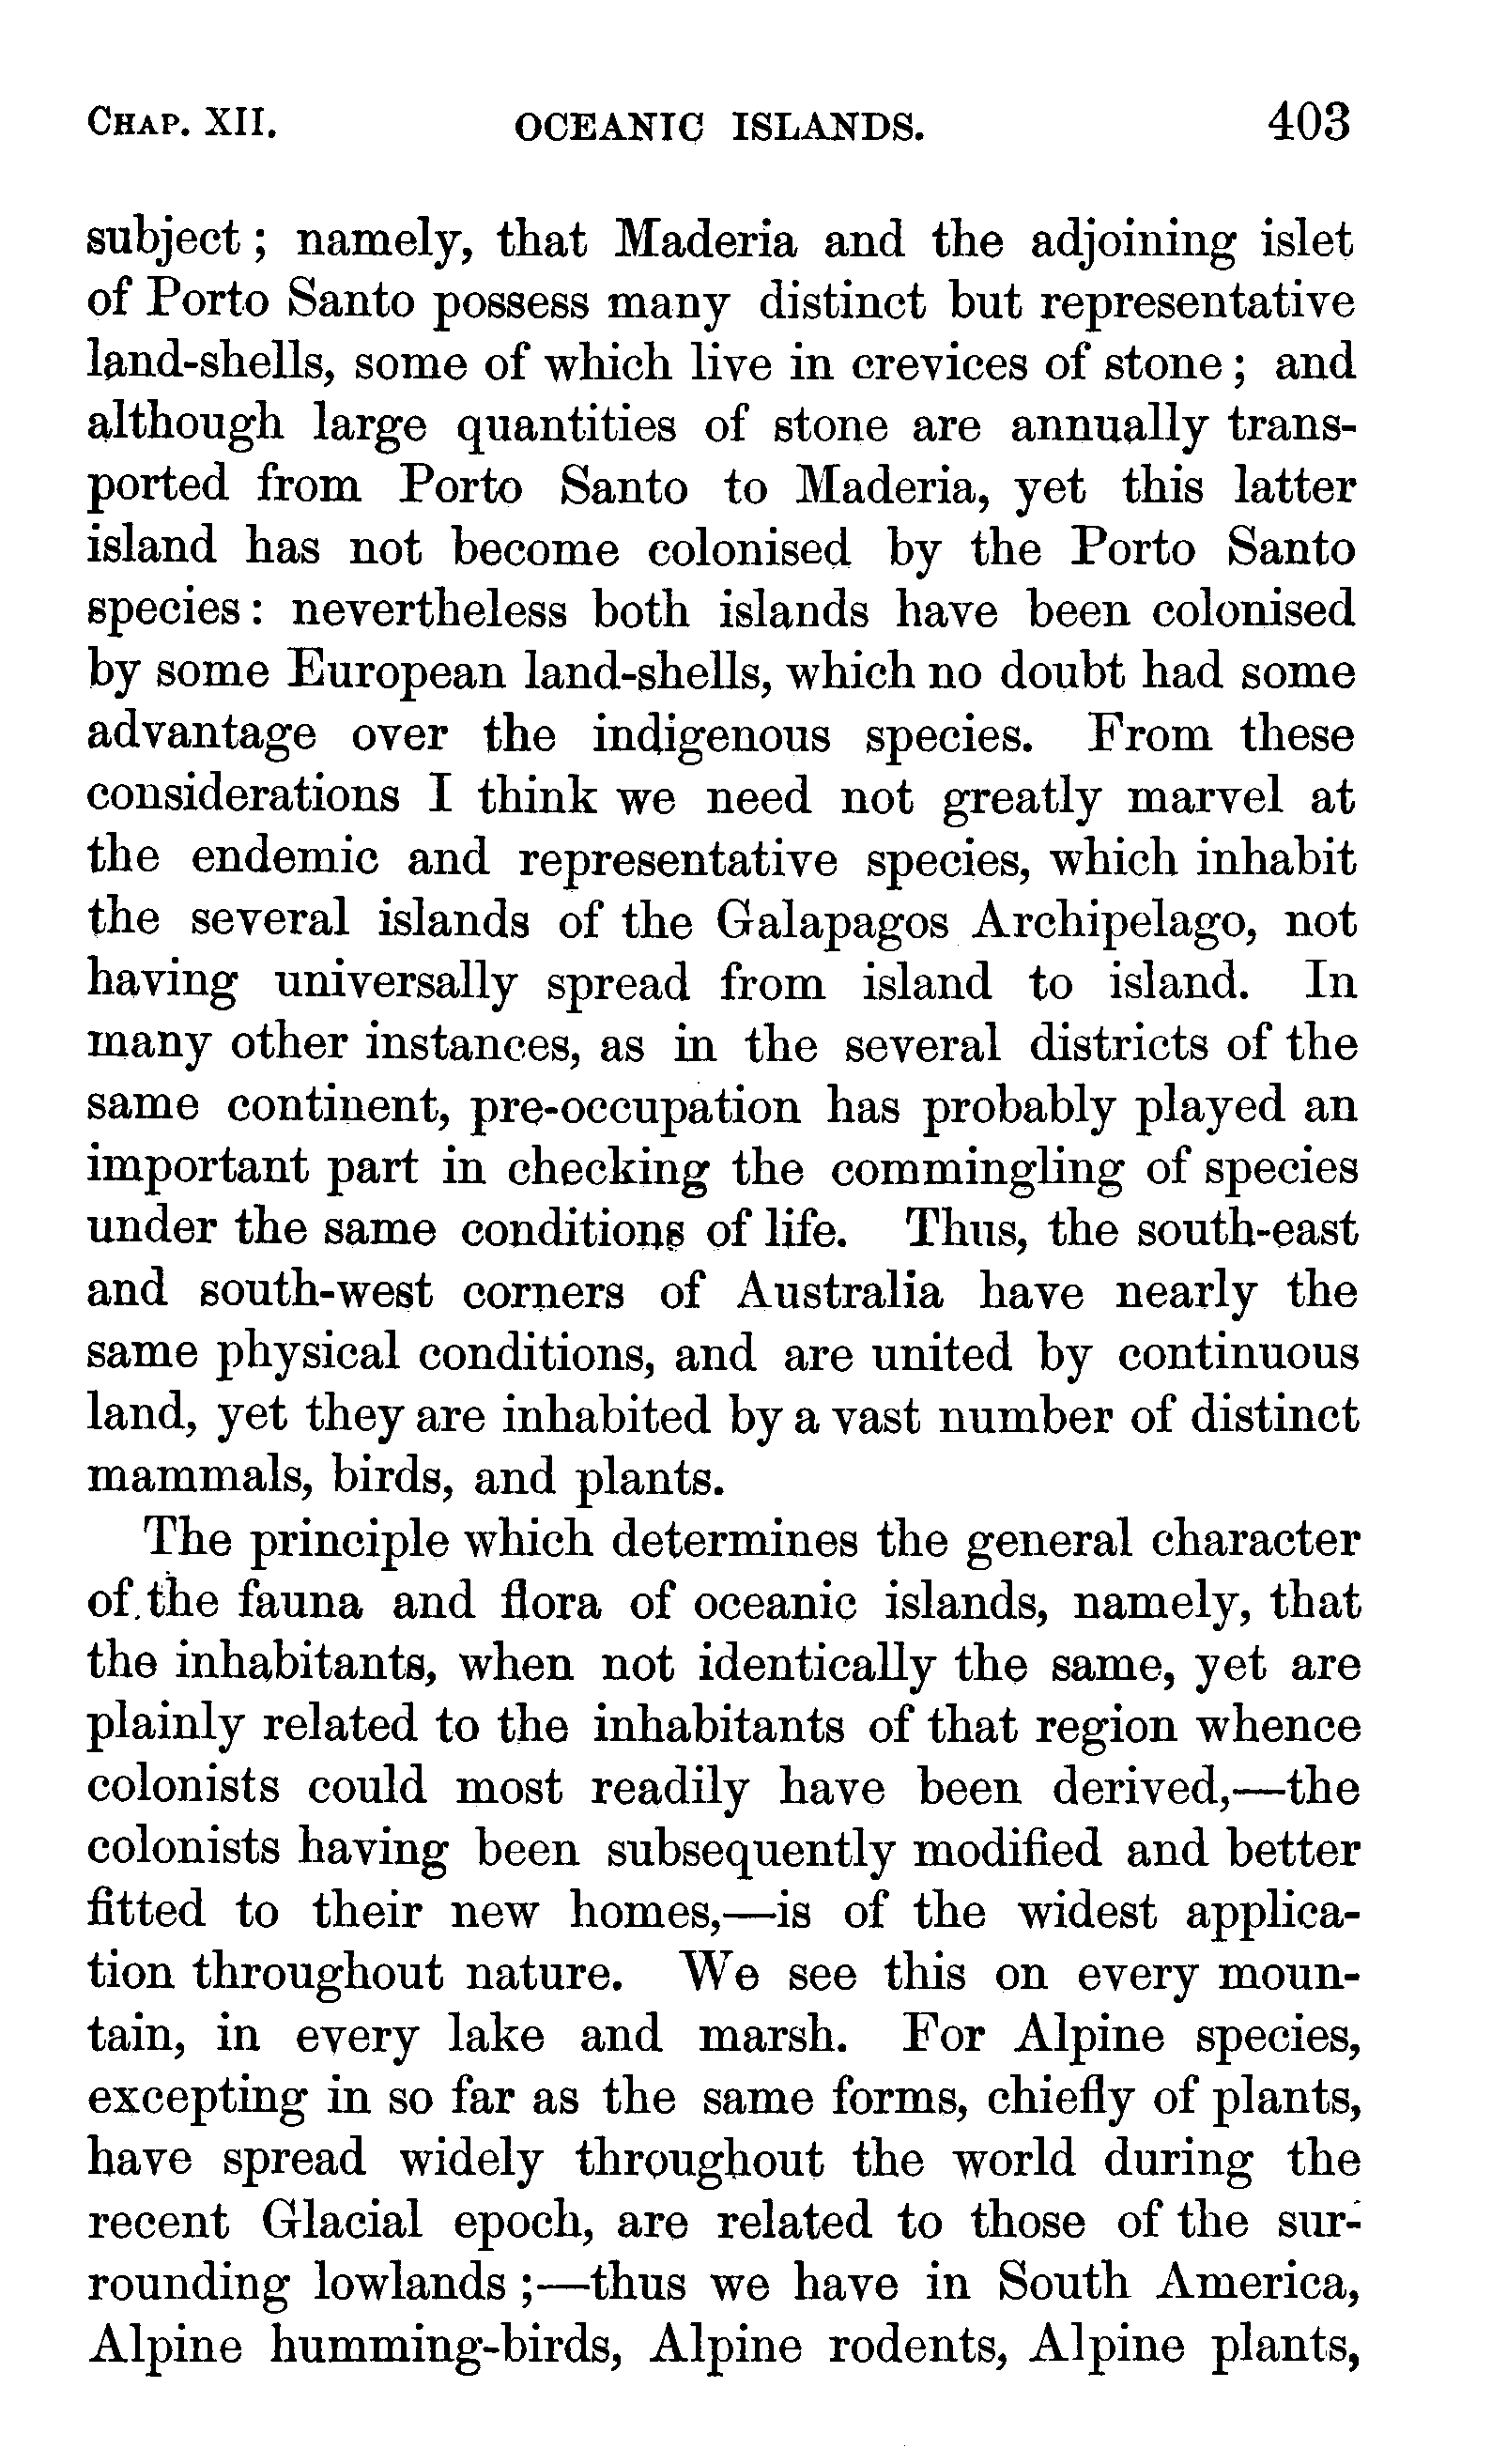 CHAP. XII. OCEANIC ISLANDS. 403
subject; namely, that Maderia and the adjoining islet
of Porto Santo possess many distinct but representative
land-shells, some of which live in crevices of stone; and
although large quantities of stone are annually trans-
ported from Porto Santo to Maderia, yet this latter
island has not become colonised by the Porto Santo
species: nevertheless both islands have been colonised
by some European land-shells, which no doubt had some
advantage over the indigenous species. From these
considerations I think we need not greatly marvel at
the endemic and representative species, which inhabit
the several islands of the Galapagos Archipelago, not
having universally spread from island to island. In
many other instances, as in the several districts of the
same continent, pre-occupation has probably played an
important part in checking the commingling of species
under the same conditions of life. Thus, the south-east
and south-west corners of Australia have nearly the
same physical conditions, and are united by continuous
land, yet they are inhabited by a vast number of distinct
mammals, birds, and plants.
The principle which determines the general character
of the fauna and flora of oceanic islands, namely, that
the inhabitants, when not identically the same, yet are
plainly related to the inhabitants of that region whence
colonists could most readily have been derived,—the
colonists having been subsequently modified and better
fitted to their new homes,—is of the widest applica-
tion throughout nature. We see this on every moun-
tain, in every lake and marsh. For Alpine species,
excepting in so far as the same forms, chiefly of plants,
have spread widely throughout the world during the
recent Glacial epoch, are related to those of the sur-
rounding lowlands;—thus we have in South America,
Alpine humming-birds, Alpine rodents, Alpine plants,